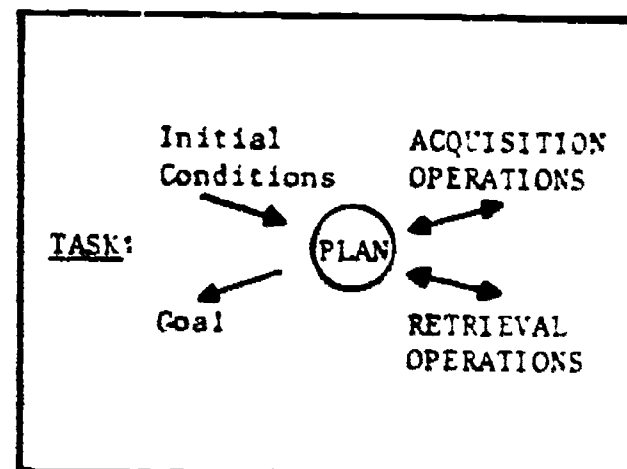 Initial
Conditions
ACQUISITION
OPERATIONS
TASK:
PLAN
Goal
RETRIEVAL
OPERATIONS